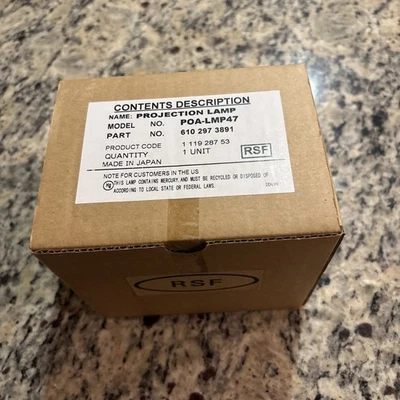 CONTENTS DESCRIPTION
NAME: PROJECTION LAMP
MODEL NO. POA-LMP47
PART NO. 610 297 3891
PRODUCT CODE 1 119 287 53
QUANTITY 1 UNIT RSF
MADE IN JAPAN
NOTE FOR CUSTOMERS IN THE US
Hg THIS LAMP CONTAINS MERCURY AND MUST BE RECYCLED OR DISPOSED OF
ACCORDING TO LOCAL STATE OR FEDERAL LAWS.
RSF